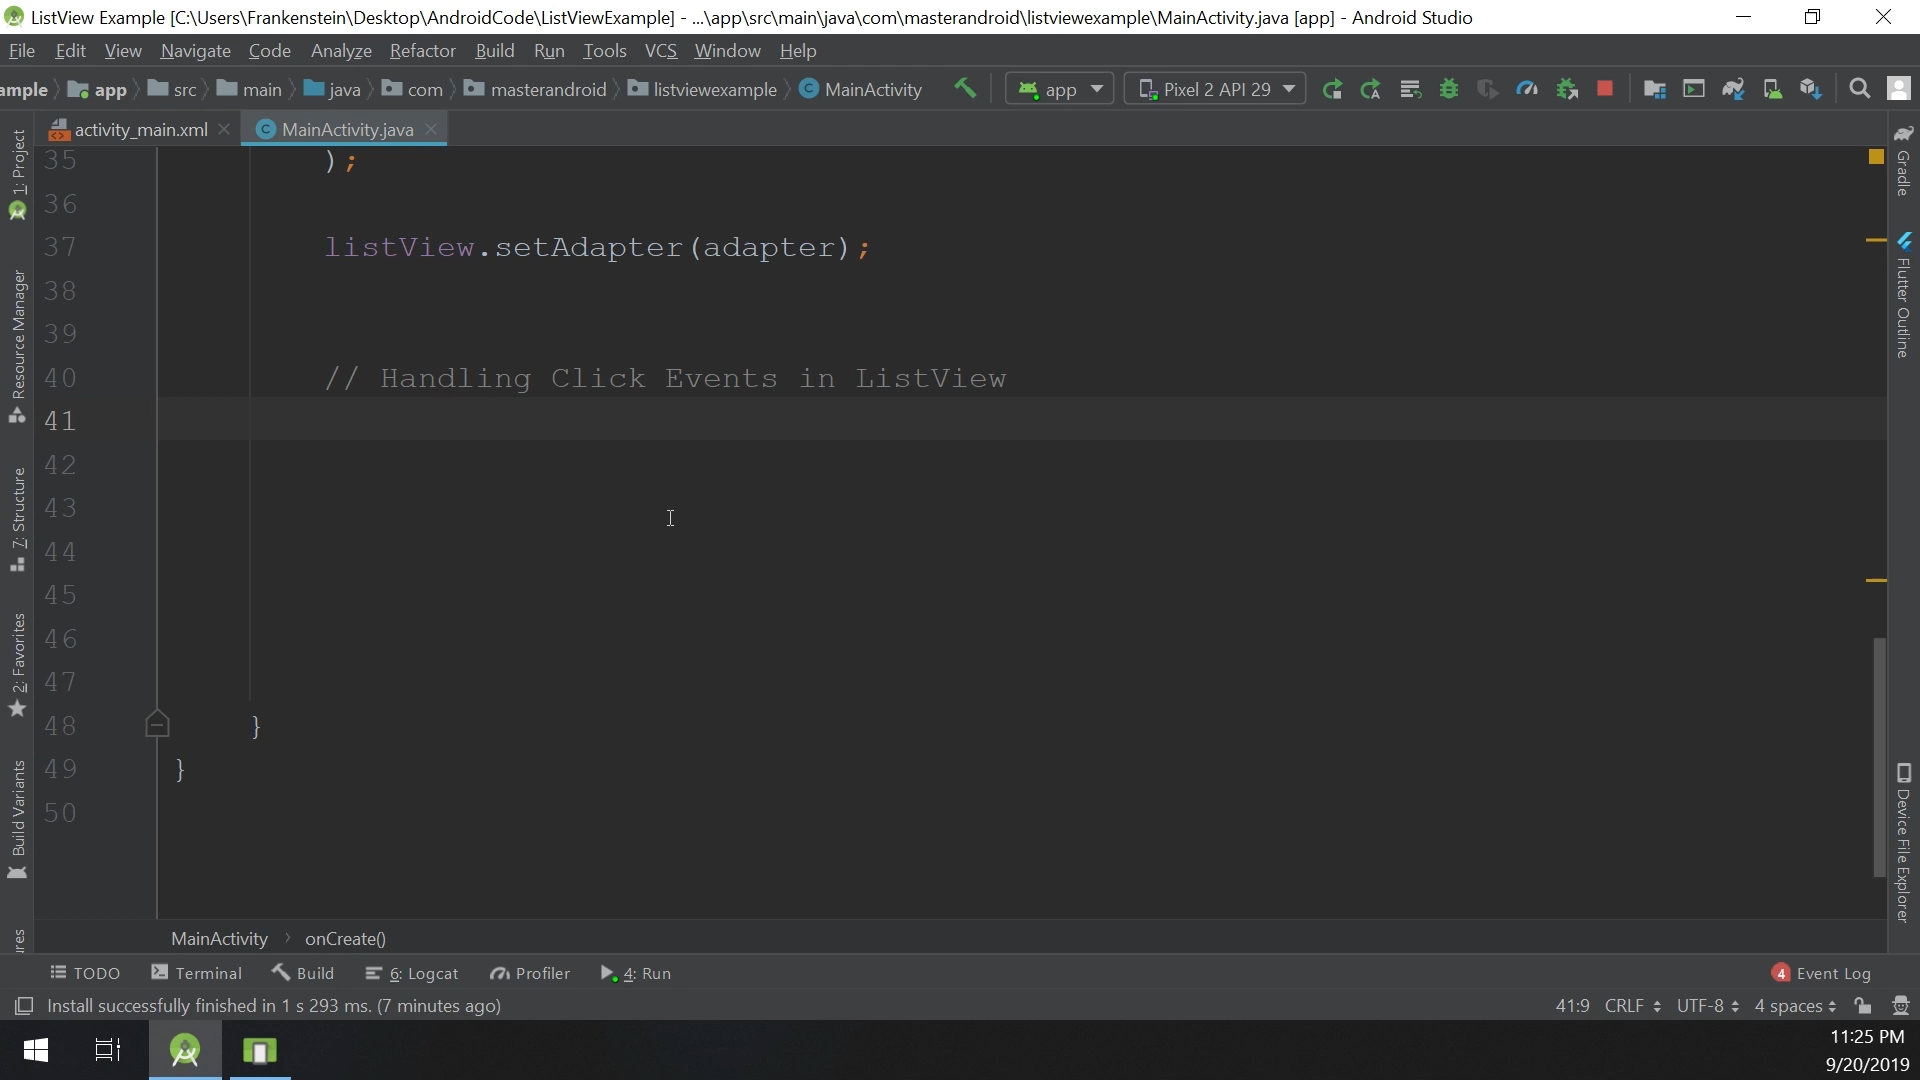 ListView Example [C:\Users\Frankenstein\Desktop\AndroidCode\ListViewExample] - ...\app\src\main\java\com\masterandroid\listviewexample\MainActivity.java [app] - Android Studio
File Edit View Navigate Code Analyze Refactor Build Run Tools VCS Window Help
ample app src main java com masterandroid listviewexample MainActivity app Pixel 2 API 29
activity_main.xml MainActivity.java
1: Project
Resource Manager
7: Structure
2: Favorites
Build Variants
35 );
36
37 listView.setAdapter(adapter);
38
39
40 // Handling Click Events in ListView
41
42
43
44
45
46
47
48 }
49 }
50
Gradle
Flutter Outline
Device File Explorer
MainActivity onCreate()
TODO Terminal Build 6: Logcat Profiler 4: Run 4 Event Log
Install successfully finished in 1 s 293 ms. (7 minutes ago) 41:9 CRLF UTF-8 4 spaces
11:25 PM
9/20/2019